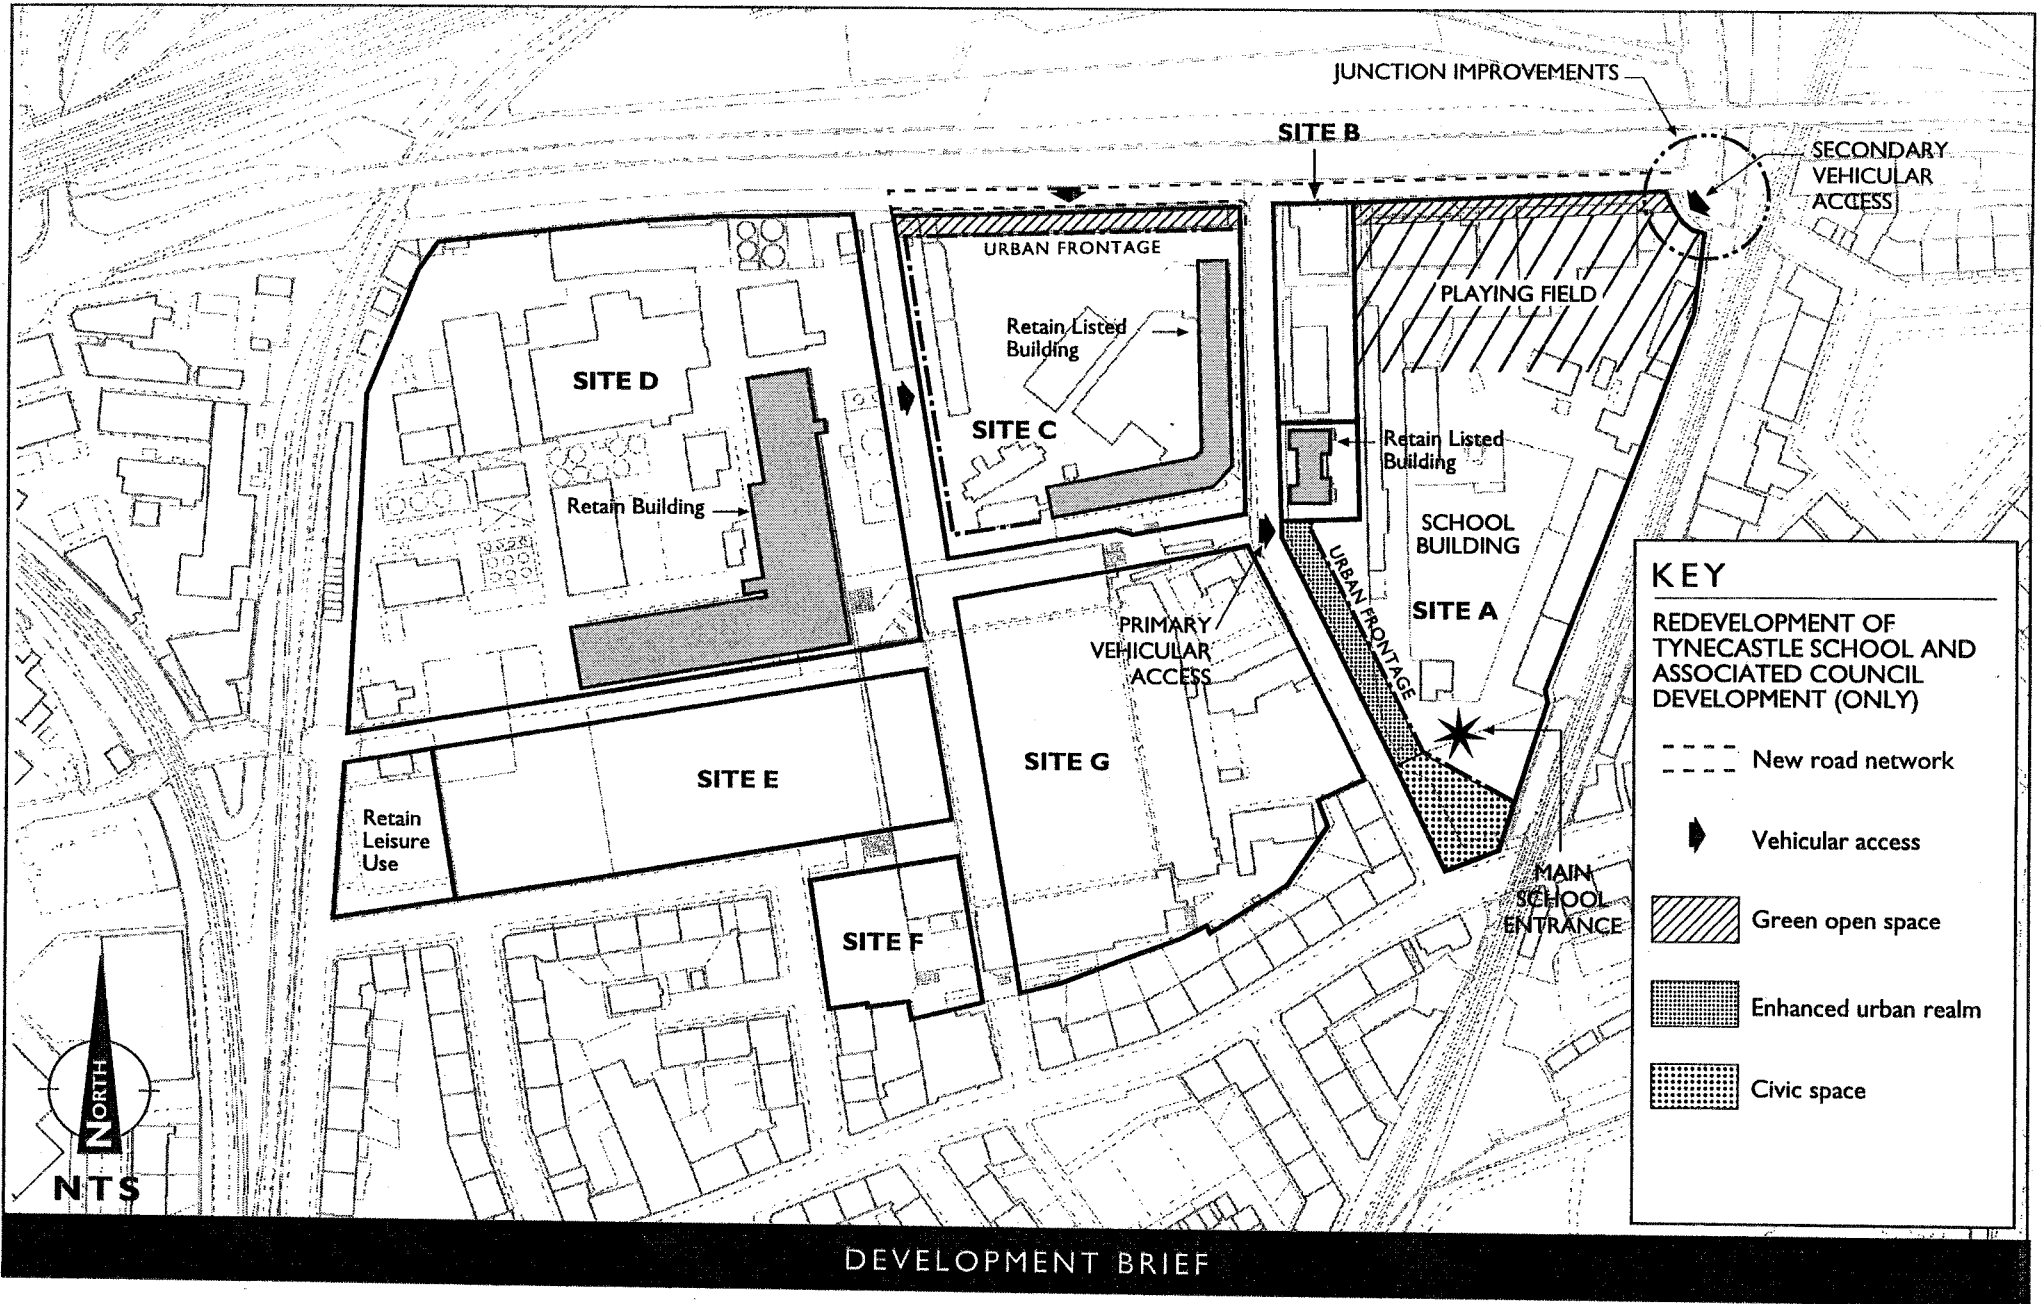 JUNCTION IMPROVEMENTS
SITE B
SECONDARY
VEHICULAR
ACCESS
URBAN FRONTAGE
PLAYING FIELD
Retain Listed
Building
SITE D
SITE C
Retain Listed
Building
Retain Building
SCHOOL
BUILDING
URBAN FRONTAGE
SITE A
PRIMARY
VEHICULAR
ACCESS
SITE E
SITE G
Retain
Leisure
Use
MAIN
SCHOOL
ENTRANCE
SITE F
KEY
REDEVELOPMENT OF
TYNECASTLE SCHOOL AND
ASSOCIATED COUNCIL
DEVELOPMENT (ONLY)
New road network
Vehicular access
Green open space
Enhanced urban realm
Civic space
NORTH
NTS
DEVELOPMENT BRIEF